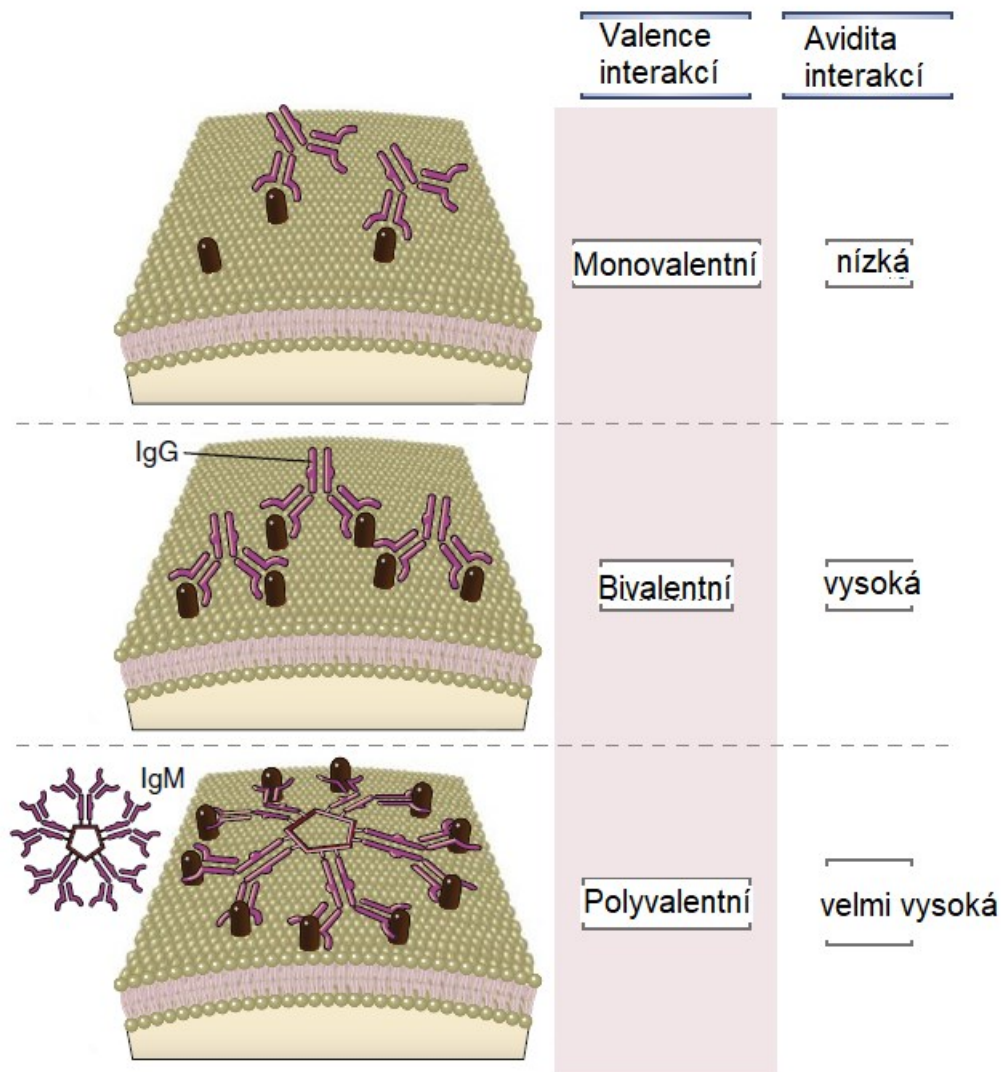 Valence
interakcí
Avidita
interakcí
Monovalentní
nízká
IgG
Bivalentní
vysoká
IgM
Polyvalentní
velmi vysoká